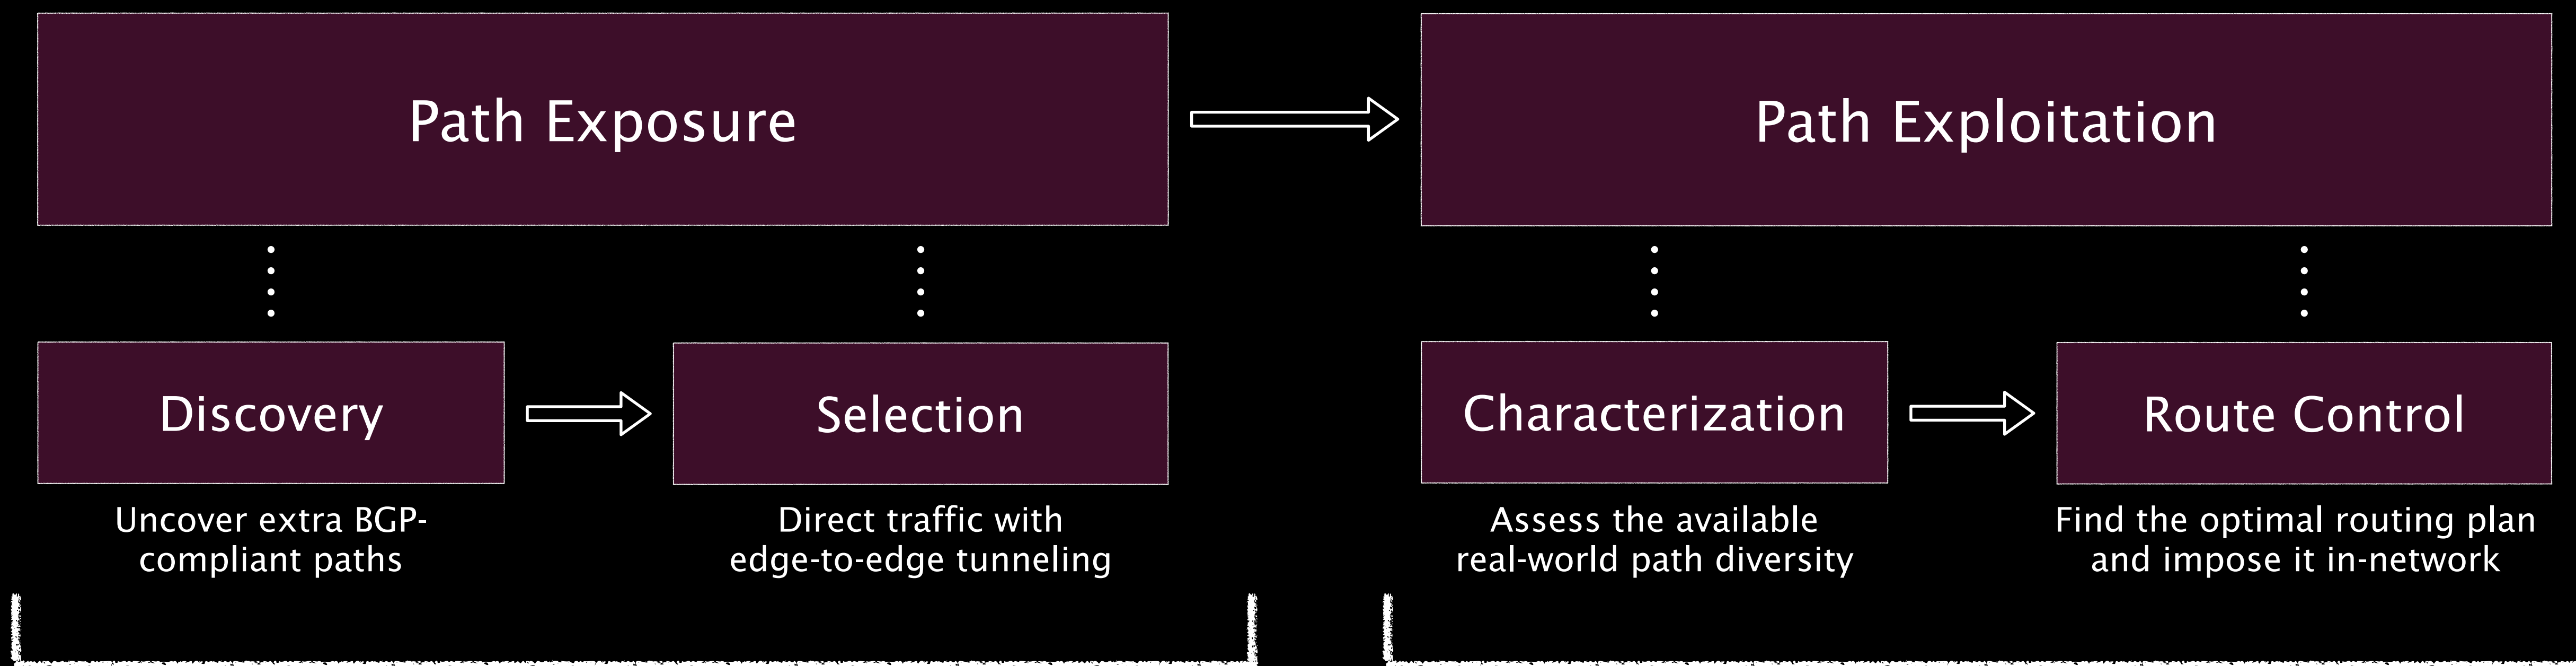 Path Exposure
Path Exploitation
Discovery
Selection
Characterization
Route Control
Uncover extra BGP-
compliant paths
Direct traffic with
edge-to-edge tunneling
Assess the available
real-world path diversity
Find the optimal routing plan
and impose it in-network